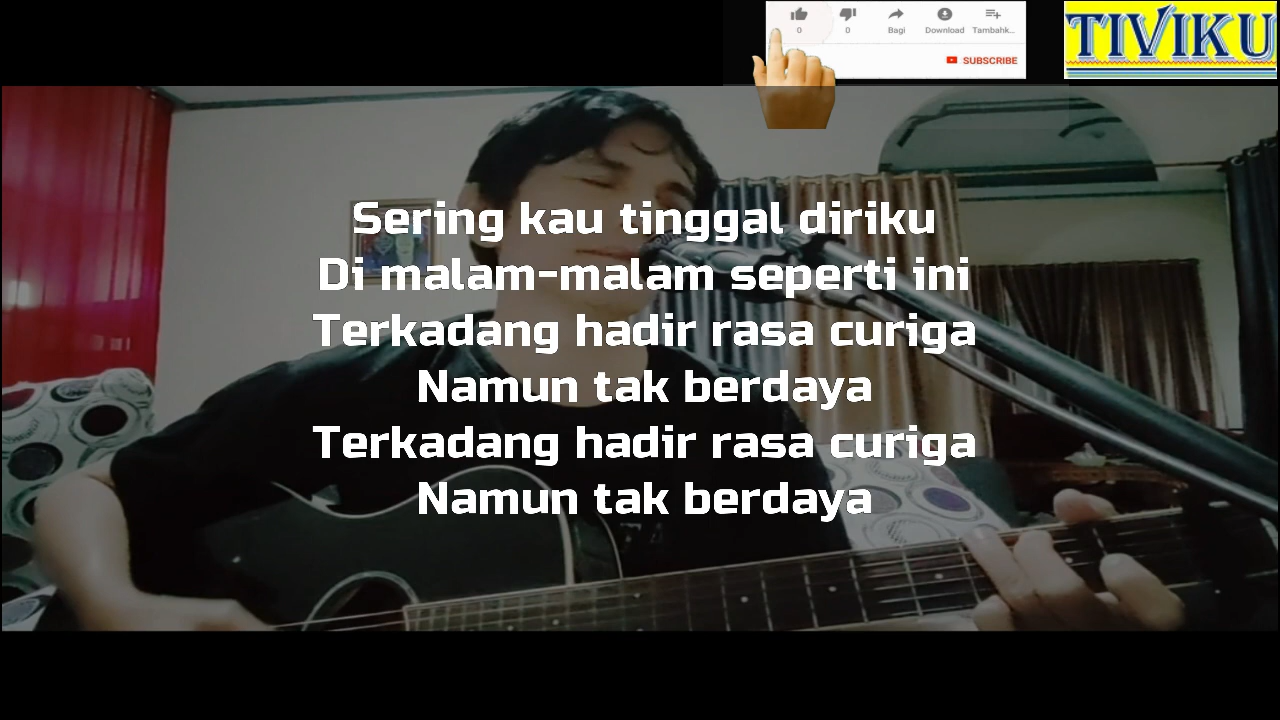 0
0
Bagi
Download
Tambahk...
SUBSCRIBE
TIVIKU
Sering kau tinggal diriku
Di malam-malam seperti ini
Terkadang hadir rasa curiga
Namun tak berdaya
Terkadang hadir rasa curiga
Namun tak berdaya